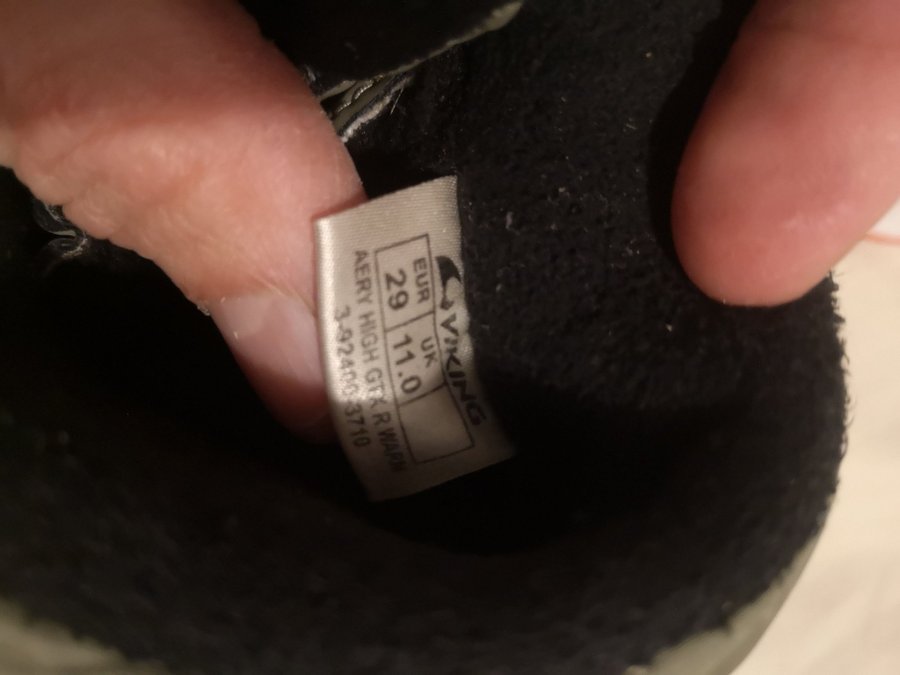 VIKING
EUR UK
29 11.0
AERY HIGH GTX R WARM
3-92400-3710